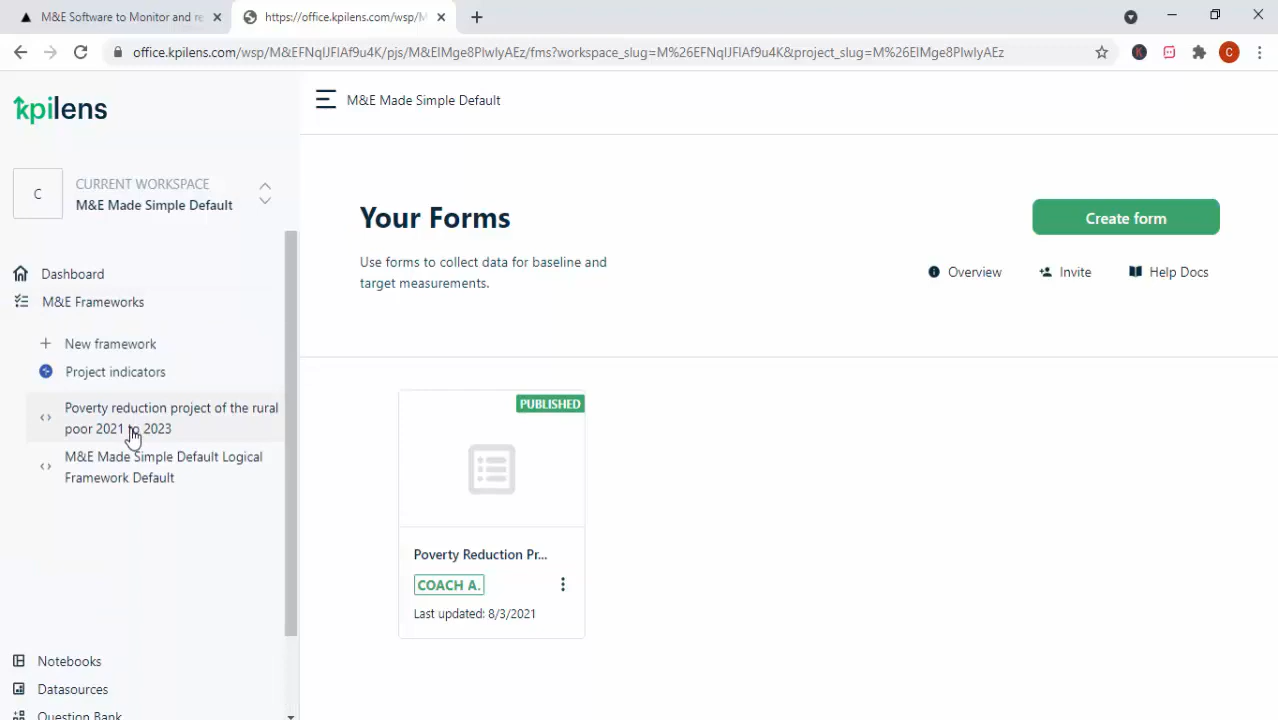 M&E Software to Monitor and re
https://office.kpilens.com/wsp/M
office.kpilens.com/wsp/M&EFNqlJFlAf9u4K/pjs/M&ElMge8PlwlyAEz/fms?workspace_slug=M%26EFNqlJFlAf9u4K&project_slug=M%26ElMge8PlwlyAEz
K
C
kpilens
M&E Made Simple Default
C
CURRENT WORKSPACE
M&E Made Simple Default
Dashboard
M&E Frameworks
New framework
Project indicators
Poverty reduction project of the rural
poor 2021 to 2023
M&E Made Simple Default Logical
Framework Default
Notebooks
Datasources
Question Bank
Your Forms
Create form
Use forms to collect data for baseline and
target measurements.
Overview
Invite
Help Docs
PUBLISHED
Poverty Reduction Pr...
COACH A.
Last updated: 8/3/2021